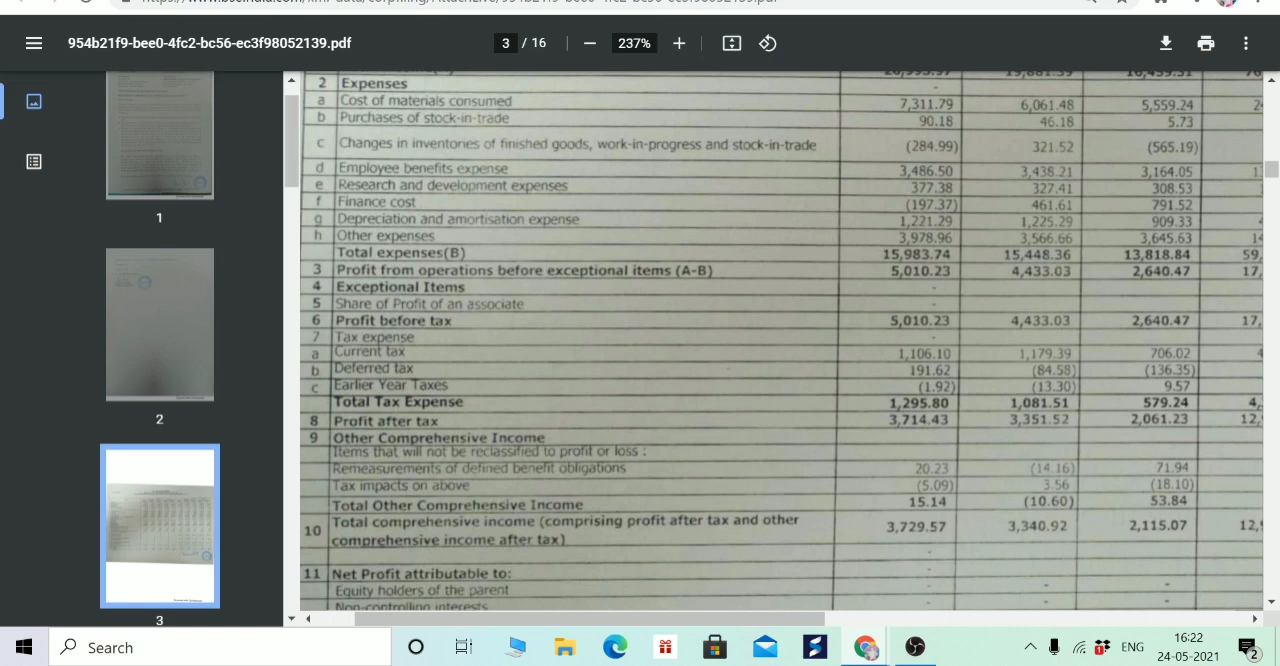 954b21f9-bee0-4fc2-bc56-ec3f98052139.pdf 3 / 16 237%
2 Expenses -
a Cost of materials consumed 7,311.79 6,061.48 5,559.24
b Purchases of stock-in-trade 90.18 46.18 5.73
c Changes in inventories of finished goods, work-in-progress and stock-in-trade (284.99) 321.52 (565.19)
d Employee benefits expense 3,486.50 3,438.21 3,164.05
e Research and development expenses 377.38 327.41 308.53
f Finance cost (197.37) 461.61 791.52
g Depreciation and amortisation expense 1,221.29 1,225.29 909.33
h Other expenses 3,978.96 3,566.66 3,645.63
Total expenses(B) 15,983.74 15,448.36 13,818.84 59,
3 Profit from operations before exceptional items (A-B) 5,010.23 4,433.03 2,640.47 17,
4 Exceptional Items -
5 Share of Profit of an associate
6 Profit before tax 5,010.23 4,433.03 2,640.47 17,
7 Tax expense -
a Current tax 1,106.10 1,179.39 706.02
b Deferred tax 191.62 (84.58) (136.35)
c Earlier Year Taxes (1.92) (13.30) 9.57
Total Tax Expense 1,295.80 1,081.51 579.24 4,
8 Profit after tax 3,714.43 3,351.52 2,061.23 12,
9 Other Comprehensive Income
Items that will not be reclassified to profit or loss :
Remeasurements of defined benefit obligations 20.23 (14.16) 71.94
Tax impacts on above (5.09) 3.56 (18.10)
Total Other Comprehensive Income 15.14 (10.60) 53.84
10 Total comprehensive income (comprising profit after tax and other 3,729.57 3,340.92 2,115.07 12,
comprehensive income after tax)
-
11 Net Profit attributable to: -
Equity holders of the parent - - -
Non-controlling interests - - -
1
2
3
Search
ENG
16:22
24-05-2021
2